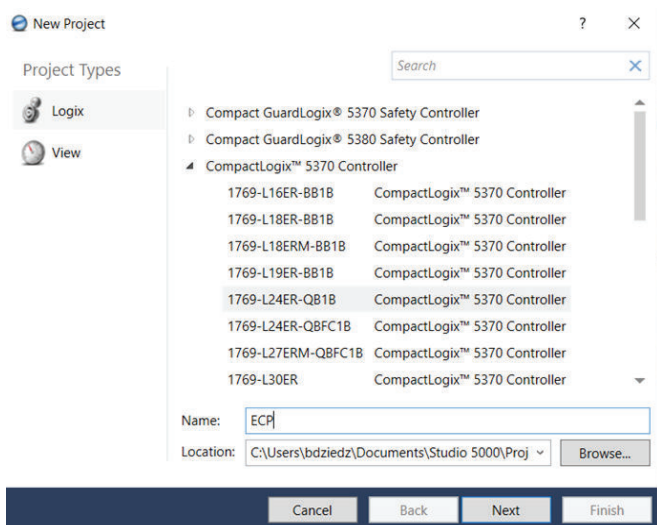 New Project ? ×
Project Types
Search ×
Logix
View
Compact GuardLogix® 5370 Safety Controller
Compact GuardLogix® 5380 Safety Controller
CompactLogix™ 5370 Controller
1769-L16ER-BB1B CompactLogix™ 5370 Controller
1769-L18ER-BB1B CompactLogix™ 5370 Controller
1769-L18ERM-BB1B CompactLogix™ 5370 Controller
1769-L19ER-BB1B CompactLogix™ 5370 Controller
1769-L24ER-QB1B CompactLogix™ 5370 Controller
1769-L24ER-QBFC1B CompactLogix™ 5370 Controller
1769-L27ERM-QBFC1B CompactLogix™ 5370 Controller
1769-L30ER CompactLogix™ 5370 Controller
Name: ECP
Location: C:\Users\bdziedz\Documents\Studio 5000\Proj Browse...
Cancel Back Next Finish